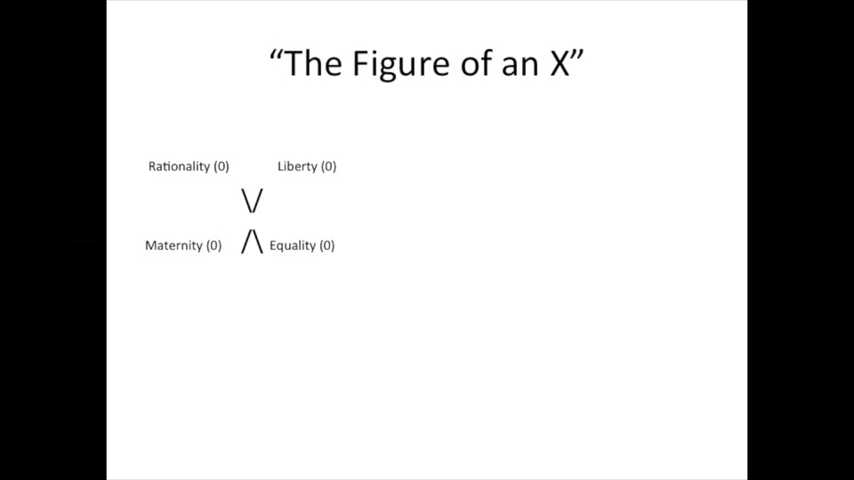 “The Figure of an X”
Rationality (0) Liberty (0)
\/
Maternity (0) /\ Equality (0)